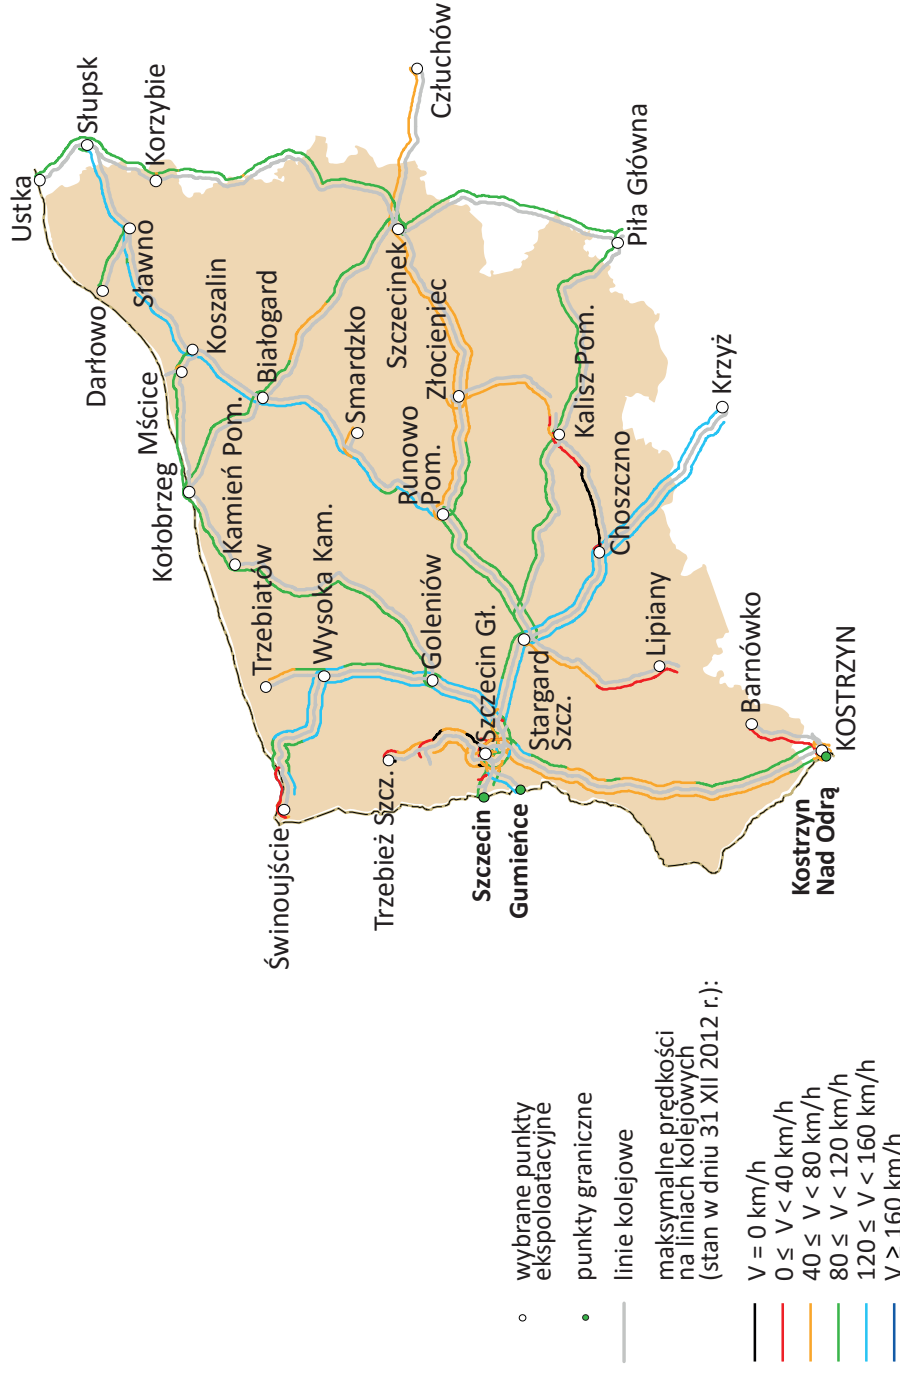 Ustka
Słupsk
Korzybie
Człuchów
Darłowo
Sławno
Koszalin
Mścice
Białogard
Kołobrzeg
Kamień Pom.
Trzebiatów
Wysoka Kam.
Smardzko
Szczecinek
Złocieniec
Runowo
Pom.
Piła Główna
Kalisz Pom.
Choszczno
Krzyż
Goleniów
Szczecin Gł.
Stargard
Szcz.
Lipiany
Barnówko
KOSTRZYN
Świnoujście
Trzebież Szcz.
Szczecin
Gumieńce
Kostrzyn
Nad Odrą
wybrane punkty
ekspoloatacyjne
punkty graniczne
linie kolejowe
maksymalne prędkości
na liniach kolejowych
(stan w dniu 31 XII 2012 r.):
V = 0 km/h
0 ≤ V < 40 km/h
40 ≤ V < 80 km/h
80 ≤ V < 120 km/h
120 ≤ V < 160 km/h
V ≥ 160 km/h